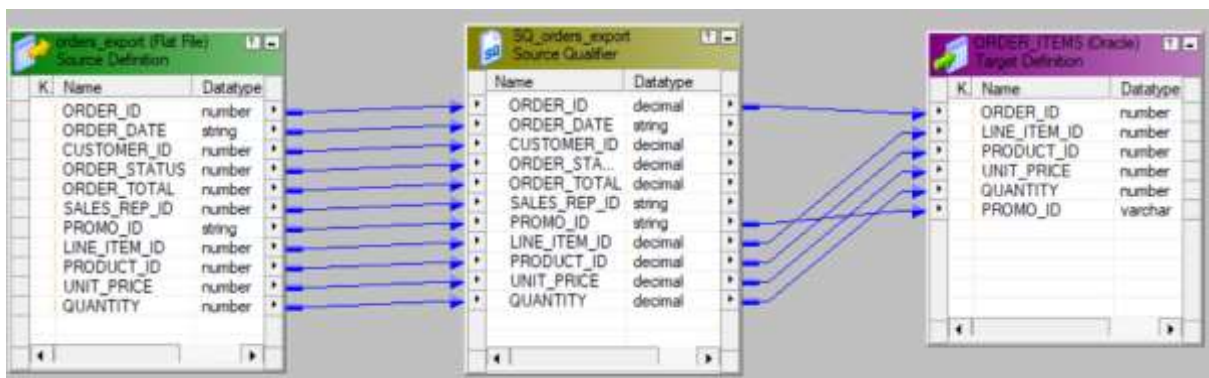 orders_export (Flat File)
Source Definition
K. Name Datatype
ORDER_ID number
ORDER_DATE string
CUSTOMER_ID number
ORDER_STATUS number
ORDER_TOTAL number
SALES_REP_ID number
PROMO_ID string
LINE_ITEM_ID number
PRODUCT_ID number
UNIT_PRICE number
QUANTITY number
SQ_orders_export
Source Qualifier
Name Datatype
ORDER_ID decimal
ORDER_DATE string
CUSTOMER_ID decimal
ORDER_STA... decimal
ORDER_TOTAL decimal
SALES_REP_ID string
PROMO_ID string
LINE_ITEM_ID decimal
PRODUCT_ID decimal
UNIT_PRICE decimal
QUANTITY decimal
ORDER_ITEMS (Oracle)
Target Definition
K. Name Datatype
ORDER_ID number
LINE_ITEM_ID number
PRODUCT_ID number
UNIT_PRICE number
QUANTITY number
PROMO_ID varchar